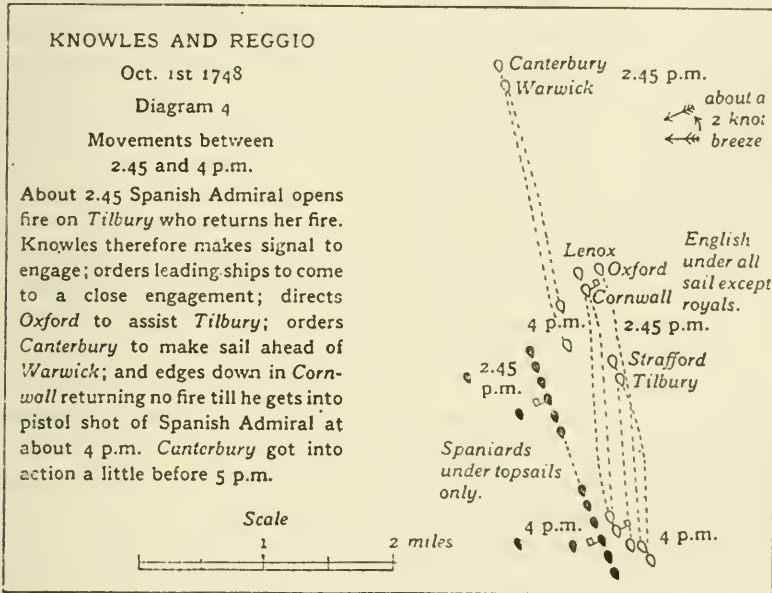 KNOWLES AND REGGIO
Oct. 1st 1748
Diagram 4
Movements between
2.45 and 4 p.m.
About 2.45 Spanish Admiral opens
fire on Tilbury who returns her fire.
Knowles therefore makes signal to
engage; orders leading ships to come
to a close engagement; directs
Oxford to assist Tilbury; orders
Canterbury to make sail ahead of
Warwick; and edges down in Corn-
wall returning no fire till he gets into
pistol shot of Spanish Admiral at
about 4 p.m. Canterbury got into
action a little before 5 p.m.
Scale
1
2 miles
Canterbury
Warwick
2.45 p.m.
about a
2 knot
breeze
Lenox
Oxford
Cornwall
English
under all
sail except
royals.
2.45 p.m.
4 p.m.
2.45
p.m.
Strafford
Tilbury
Spaniards
under topsails
only.
4 p.m.
4 p.m.